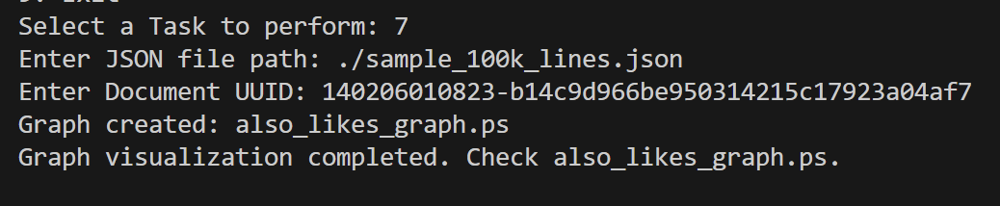 Select a Task to perform: 7
Enter JSON file path: ./sample_100k_lines.json
Enter Document UUID: 140206010823-b14c9d966be950314215c17923a04af7
Graph created: also_likes_graph.ps
Graph visualization completed. Check also_likes_graph.ps.